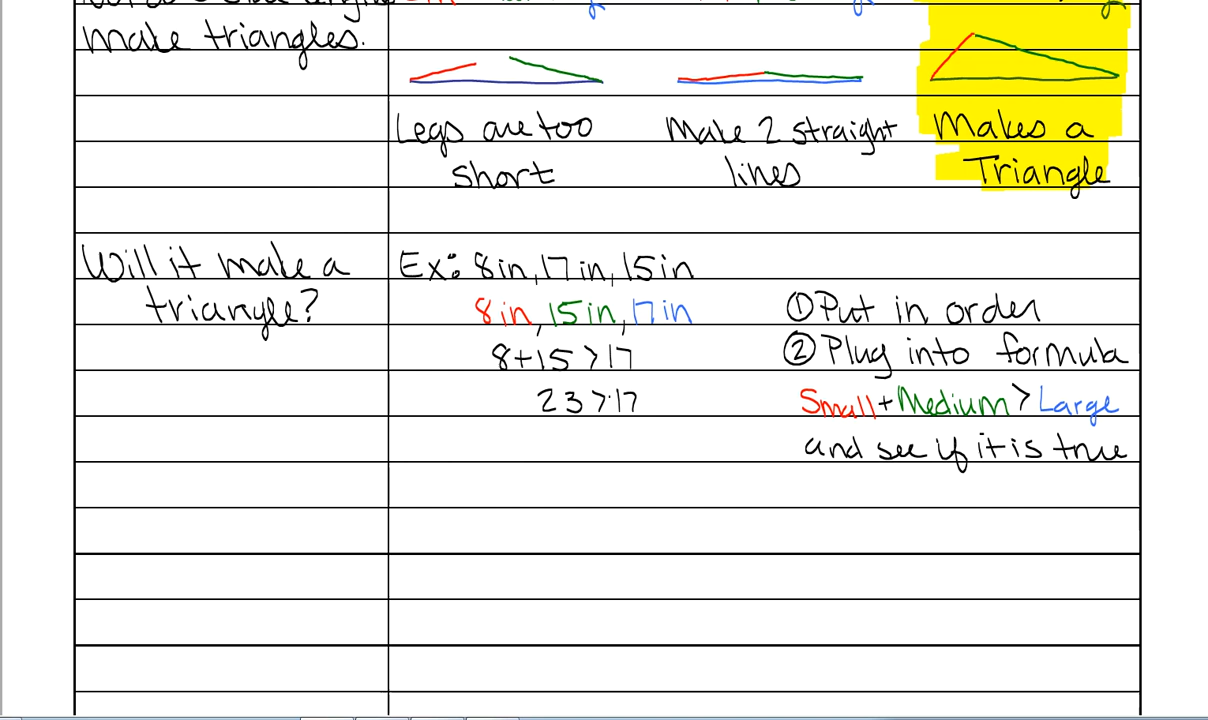 make triangles.
Legs are too
short
Make 2 straight
lines
Makes a
Triangle
Will it make a
triangle?
Ex: 8in, 17in, 15in
8in, 15in, 17in
8+15>17
23>17
① Put in order
② Plug into formula
Small+Medium>Large
and see if it is true